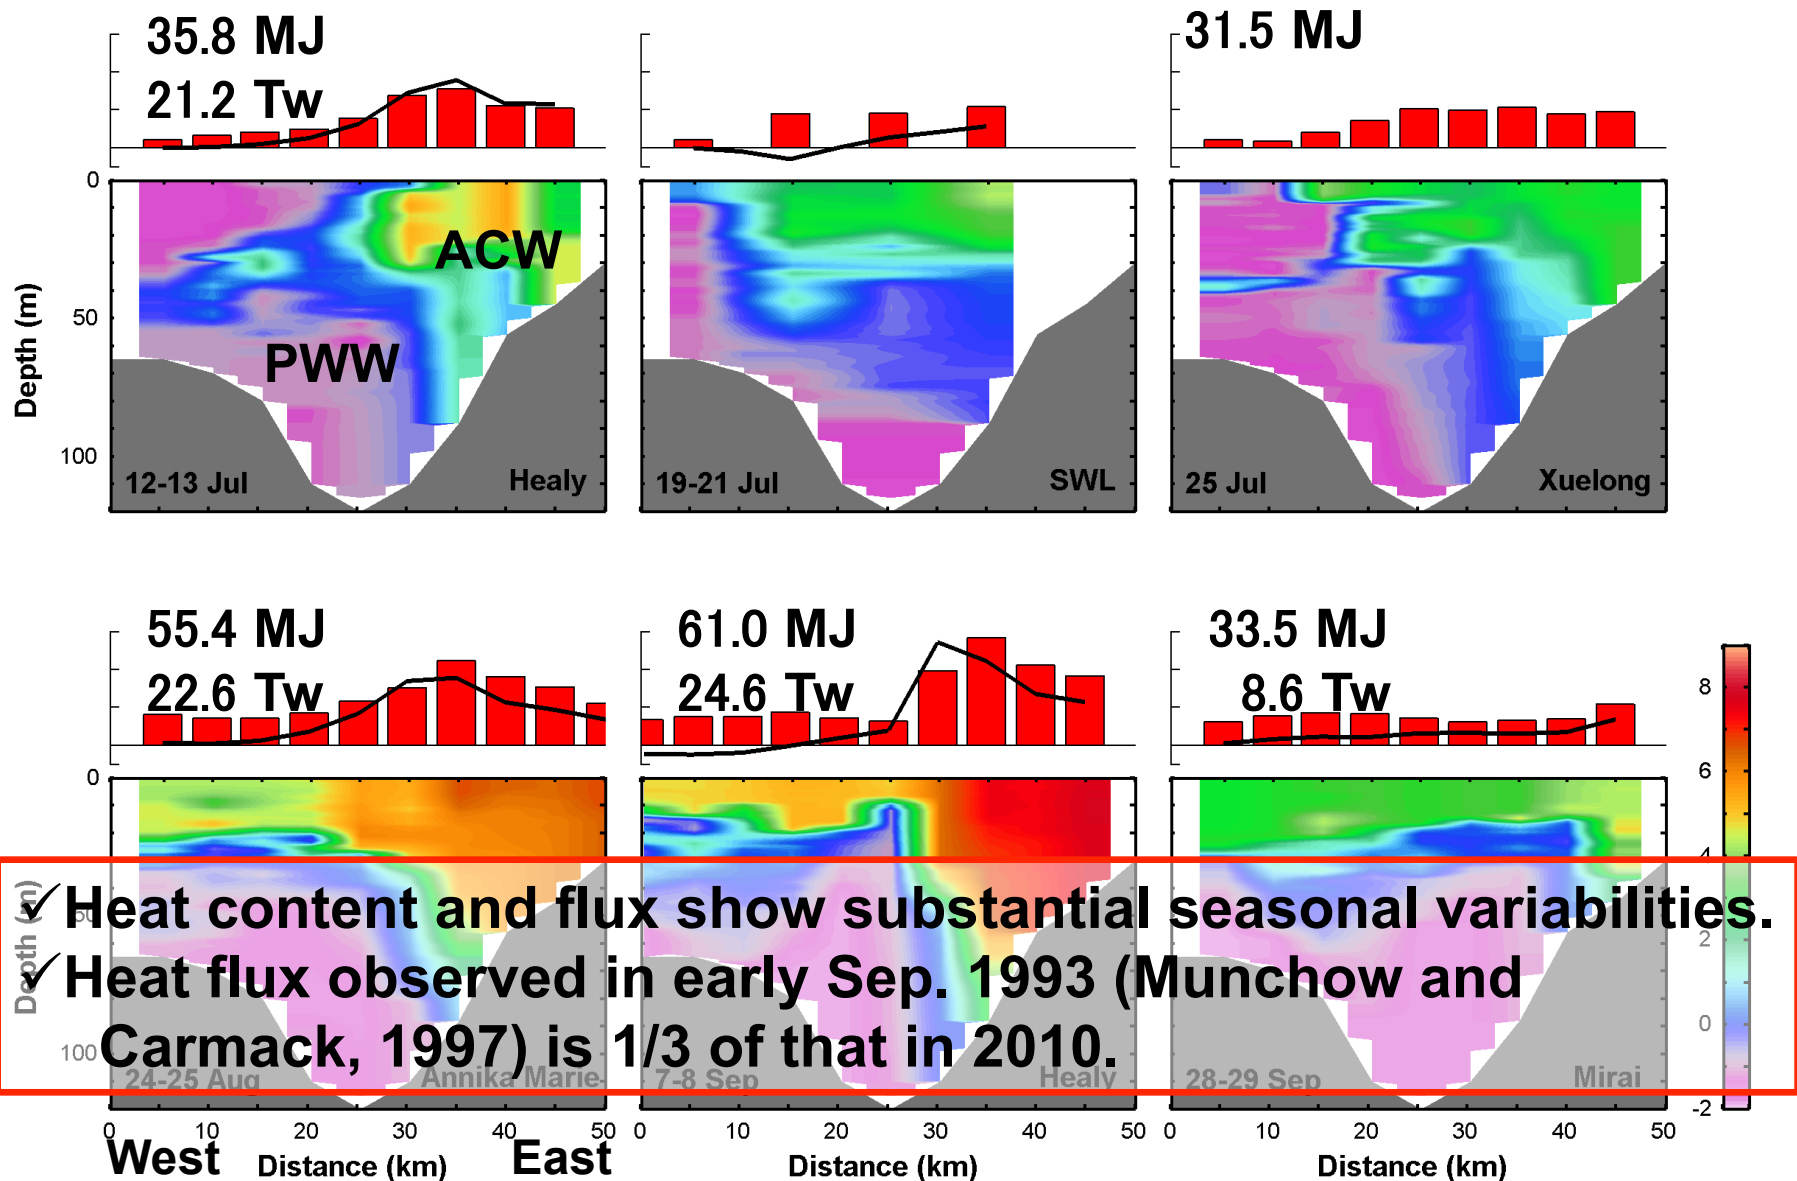 35.8 MJ
21.2 Tw
31.5 MJ
0
50
100
Depth (m)
ACW
PWW
12-13 Jul
Healy
19-21 Jul
SWL
25 Jul
Xuelong
55.4 MJ
22.6 Tw
61.0 MJ
24.6 Tw
33.5 MJ
8.6 Tw
0
50
100
Depth (m)
8
6
4
2
0
-2
✓Heat content and flux show substantial seasonal variabilities.
✓Heat flux observed in early Sep. 1993 (Munchow and
Carmack, 1997) is 1/3 of that in 2010.
24-25 Aug
Annika Marie
7-8 Sep
Healy
28-29 Sep
Mirai
0 10 20 30 40 50
0 10 20 30 40 50
0 10 20 30 40 50
West
Distance (km)
East
Distance (km)
Distance (km)